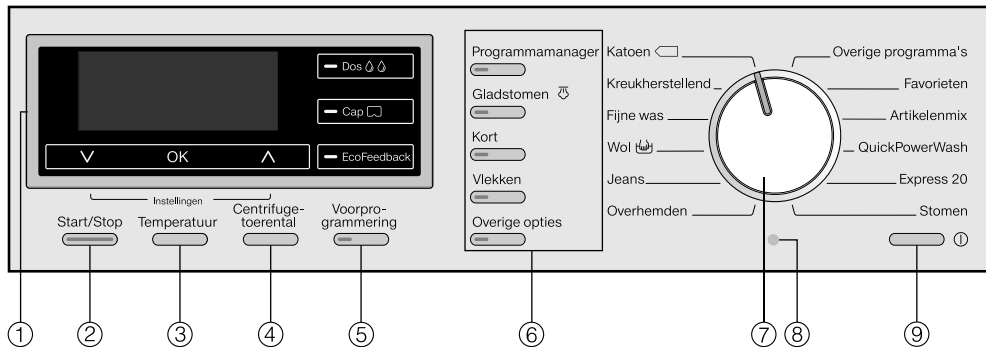 Dos
Cap
EcoFeedback
OK
Instellingen
Start/Stop
Temperatuur
Centrifuge-
toerental
Voorpro-
grammering
Programmamanager
Gladstomen
Kort
Vlekken
Overige opties
Katoen
Kreukherstellend
Fijne was
Wol
Jeans
Overhemden
Overige programma's
Favorieten
Artikelenmix
QuickPowerWash
Express 20
Stomen
1
2
3
4
5
6
7
8
9